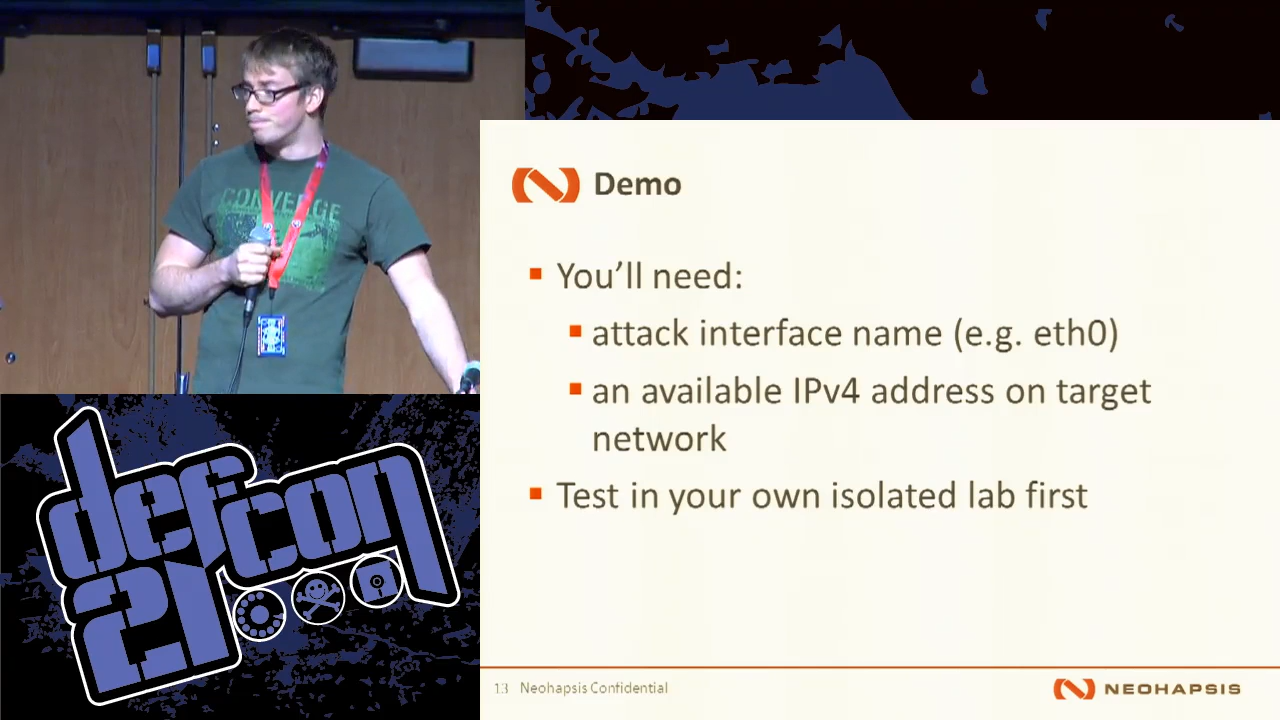 CONVERGE
defcon
21
Demo
You'll need:
attack interface name (e.g. eth0)
an available IPv4 address on target
network
Test in your own isolated lab first
13 Neohapsis Confidential
NEOHAPSIS